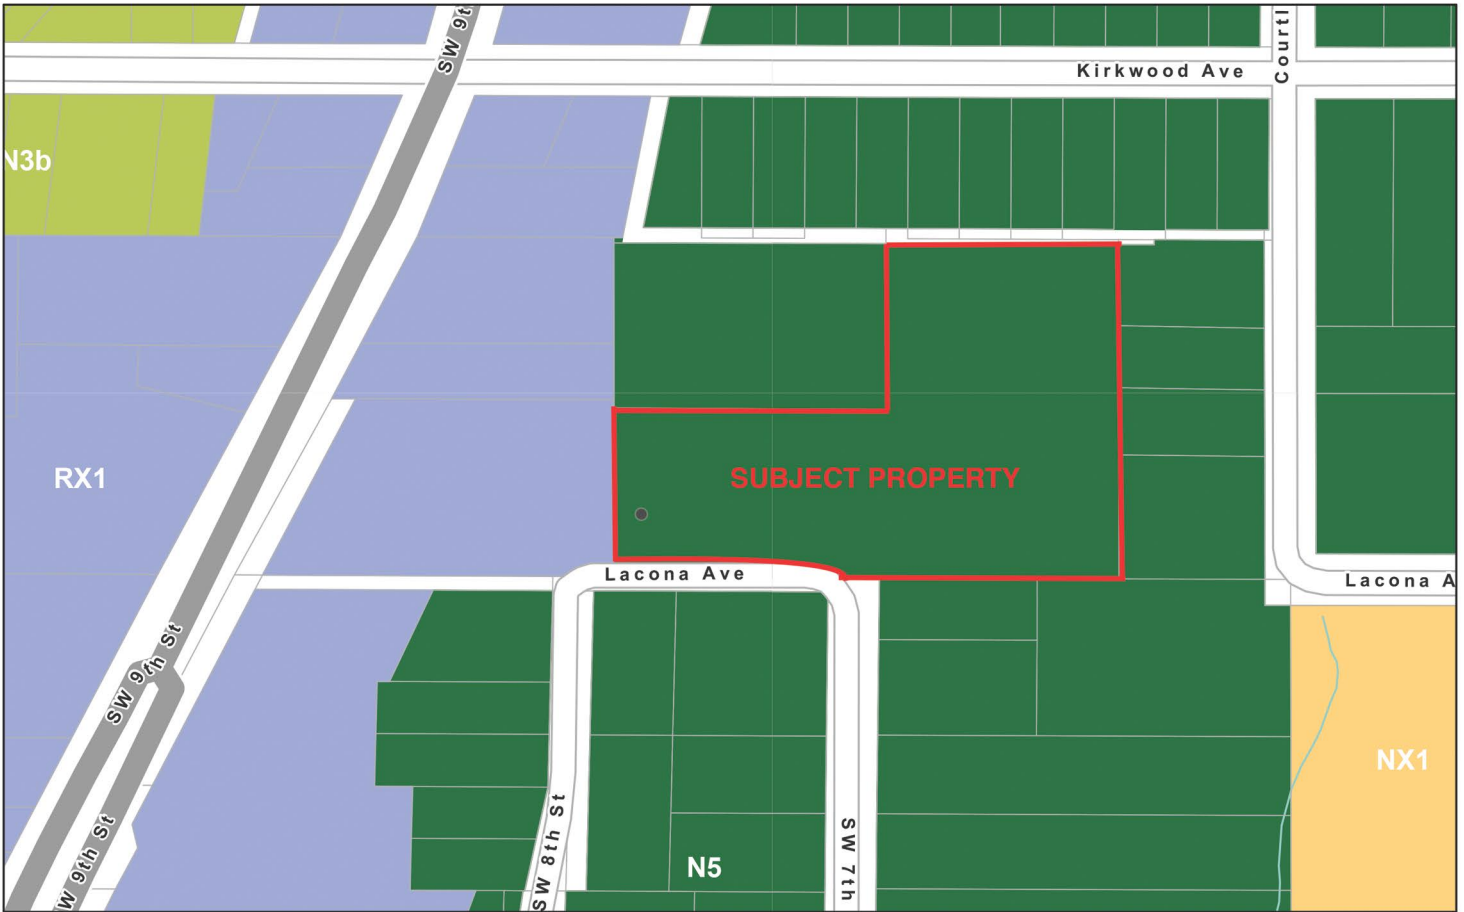 SW 9t
Courtl
Kirkwood Ave
N3b
RX1
SUBJECT PROPERTY
Lacona Ave
Lacona A
SW 9th St
NX1
SW 8th St
SW 7th
W 9th St
N5